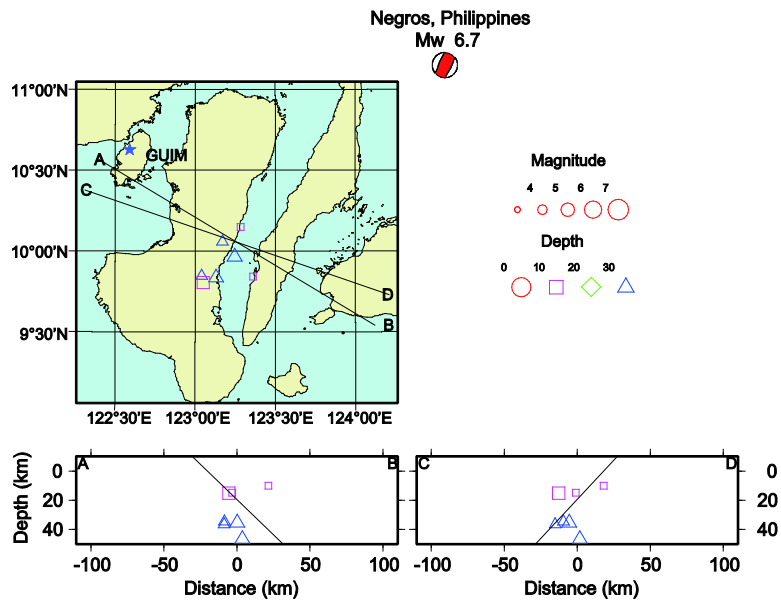 Negros, Philippines
Mw 6.7
11°00'N
10°30'N
10°00'N
9°30'N
122°30'E 123°00'E 123°30'E 124°00'E
A
GUIM
C
D
B
Magnitude
4 5 6 7
Depth
0 10 20 30
A B
C D
Depth (km)
0
20
40
-100 -50 0 50 100
Distance (km)
-100 -50 0 50 100
Distance (km)
0
20
40
Depth (km)